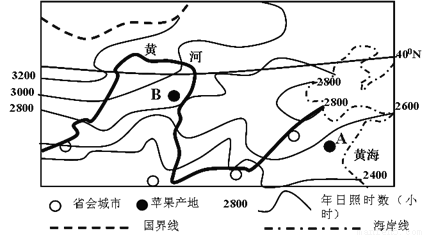 黄
河
40⁰N
3200
3000
2800
B
2800
2800
2600
A
黄海
2400
省会城市
苹果产地
2800
年日照时数（小
时）
国界线
海岸线